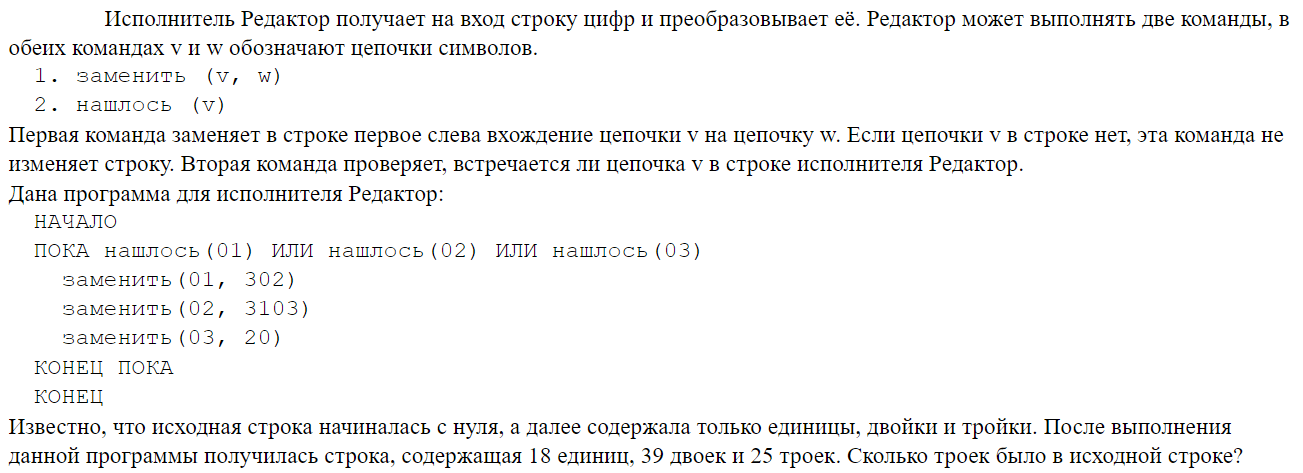 Исполнитель Редактор получает на вход строку цифр и преобразовывает её. Редактор может выполнять две команды, в
обеих командах v и w обозначают цепочки символов.
1. заменить (v, w)
2. нашлось (v)
Первая команда заменяет в строке первое слева вхождение цепочки v на цепочку w. Если цепочки v в строке нет, эта команда не
изменяет строку. Вторая команда проверяет, встречается ли цепочка v в строке исполнителя Редактор.
Дана программа для исполнителя Редактор:
НАЧАЛО
ПОКА нашлось(01) ИЛИ нашлось(02) ИЛИ нашлось(03)
заменить(01, 302)
заменить(02, 3103)
заменить(03, 20)
КОНЕЦ ПОКА
КОНЕЦ
Известно, что исходная строка начиналась с нуля, а далее содержала только единицы, двойки и тройки. После выполнения
данной программы получилась строка, содержащая 18 единиц, 39 двоек и 25 троек. Сколько троек было в исходной строке?